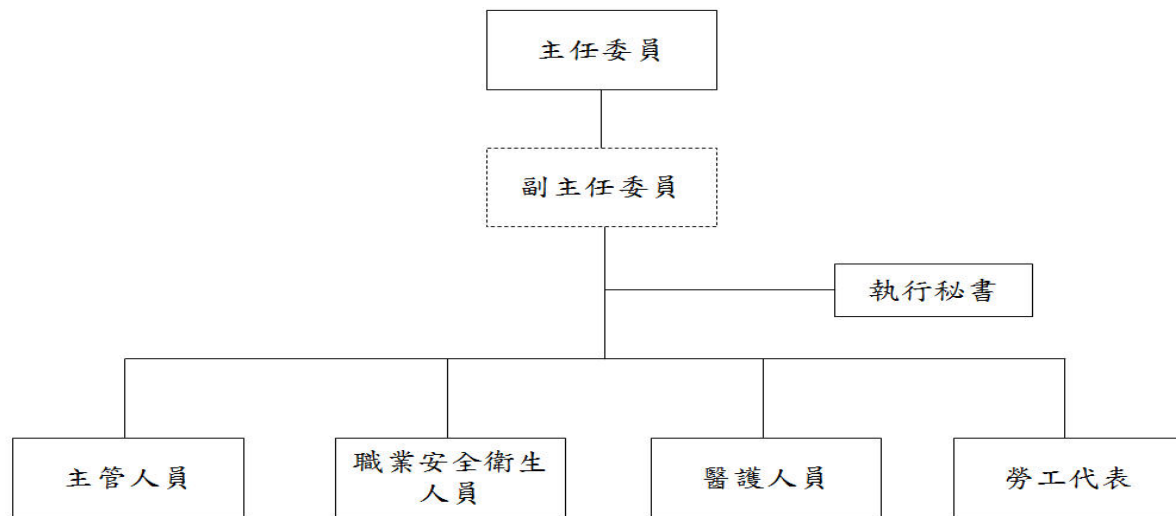 主任委員
副主任委員
執行秘書
主管人員
職業安全衛生
人員
醫護人員
勞工代表